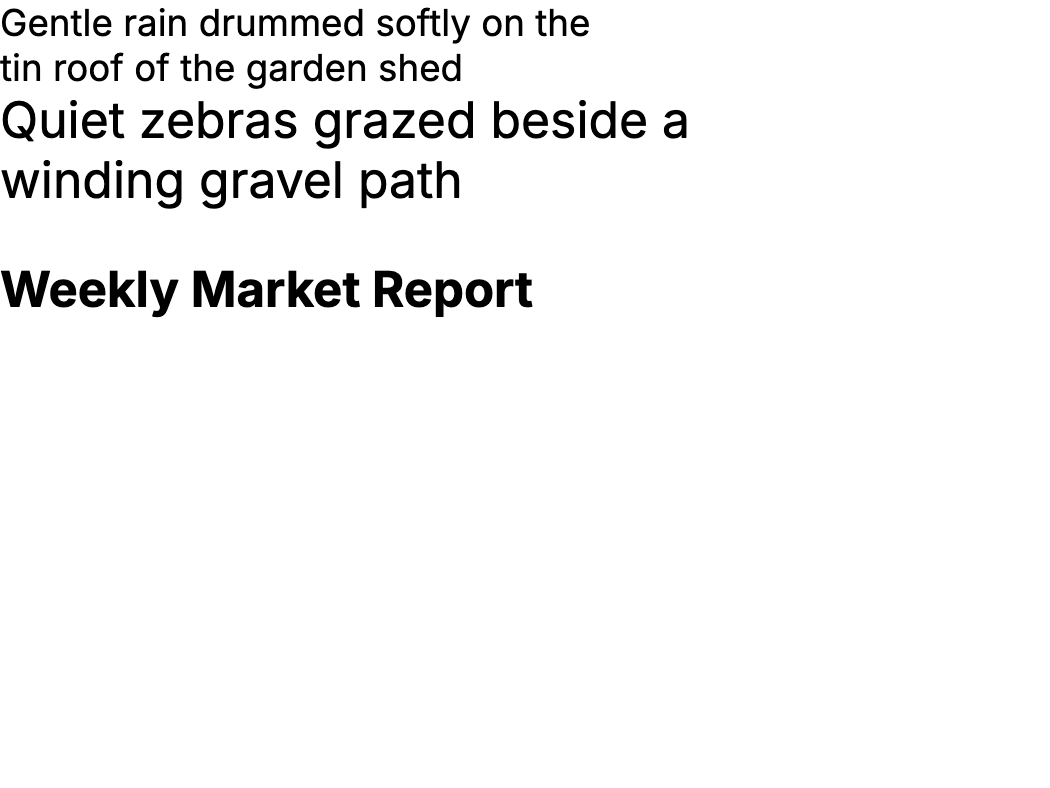 Gentle rain drummed softly on the
tin roof of the garden shed
Quiet zebras grazed beside a
winding gravel path
Weekly Market Report